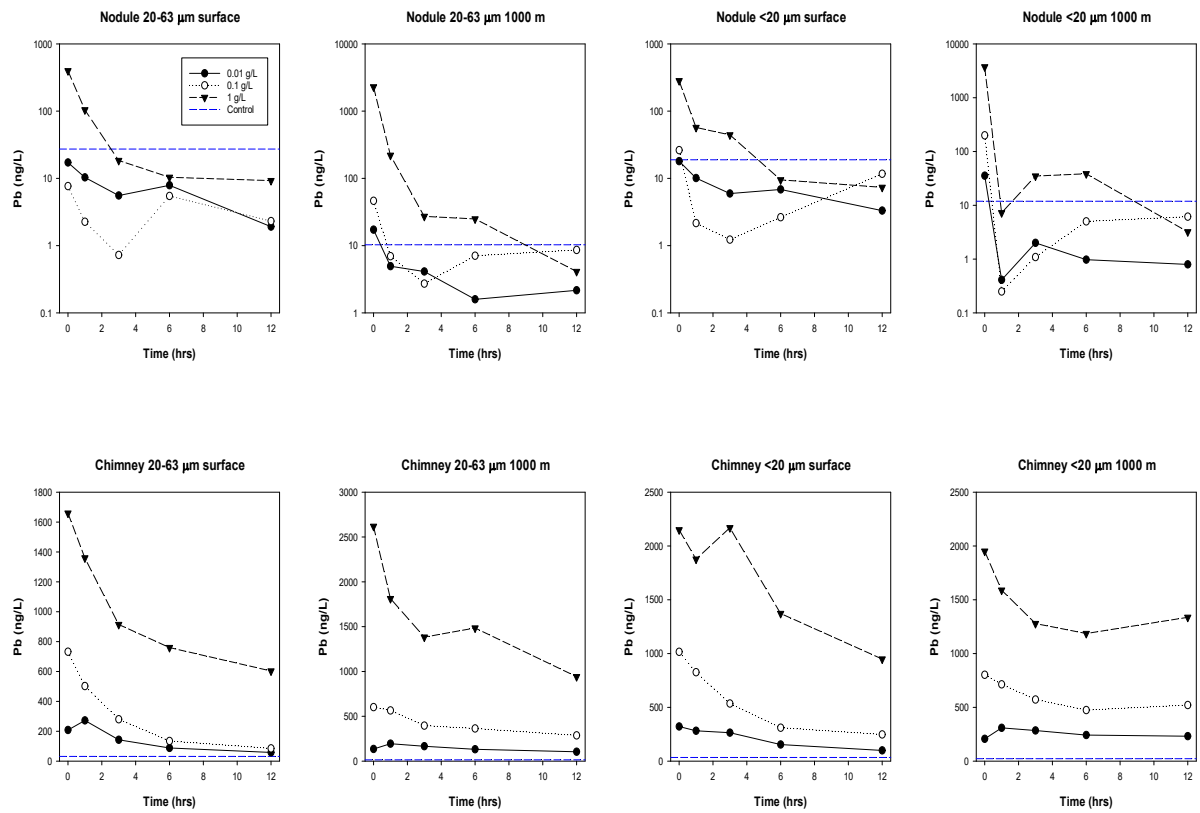 Nodule 20-63 µm surface
Pb (ng/L)
1000
100
10
1
0.1
0.01 g/L
0.1 g/L
1 g/L
Control
0 2 4 6 8 10 12
Time (hrs)
Nodule 20-63 µm 1000 m
Pb (ng/L)
10000
1000
100
10
1
0 2 4 6 8 10 12
Time (hrs)
Nodule <20 µm surface
Pb (ng/L)
1000
100
10
1
0.1
0 2 4 6 8 10 12
Time (hrs)
Nodule <20 µm 1000 m
Pb (ng/L)
10000
1000
100
10
1
0.1
0 2 4 6 8 10 12
Time (hrs)
Chimney 20-63 µm surface
Pb (ng/L)
1800
1600
1400
1200
1000
800
600
400
200
0
0 2 4 6 8 10 12
Time (hrs)
Chimney 20-63 µm 1000 m
Pb (ng/L)
3000
2500
2000
1500
1000
500
0
0 2 4 6 8 10 12
Time (hrs)
Chimney <20 µm surface
Pb (ng/L)
2500
2000
1500
1000
500
0
0 2 4 6 8 10 12
Time (hrs)
Chimney <20 µm 1000 m
Pb (ng/L)
2500
2000
1500
1000
500
0
0 2 4 6 8 10 12
Time (hrs)